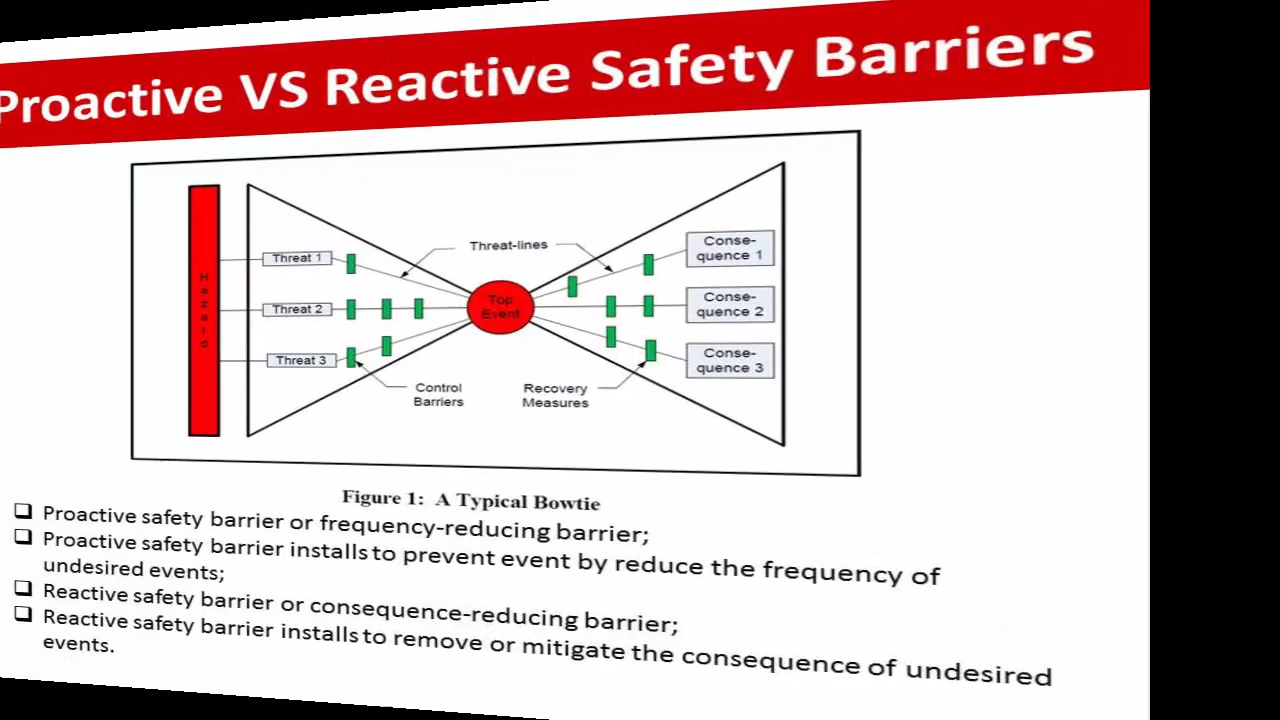 Proactive VS Reactive Safety Barriers
Hazard
Threat 1
Threat 2
Threat 3
Threat-lines
Top
Event
Control
Barriers
Recovery
Measures
Conse-
quence 1
Conse-
quence 2
Conse-
quence 3
Figure 1: A Typical Bowtie
Proactive safety barrier or frequency-reducing barrier;
Proactive safety barrier installs to prevent event by reduce the frequency of
undesired events;
Reactive safety barrier or consequence-reducing barrier;
Reactive safety barrier installs to remove or mitigate the consequence of undesired
events.